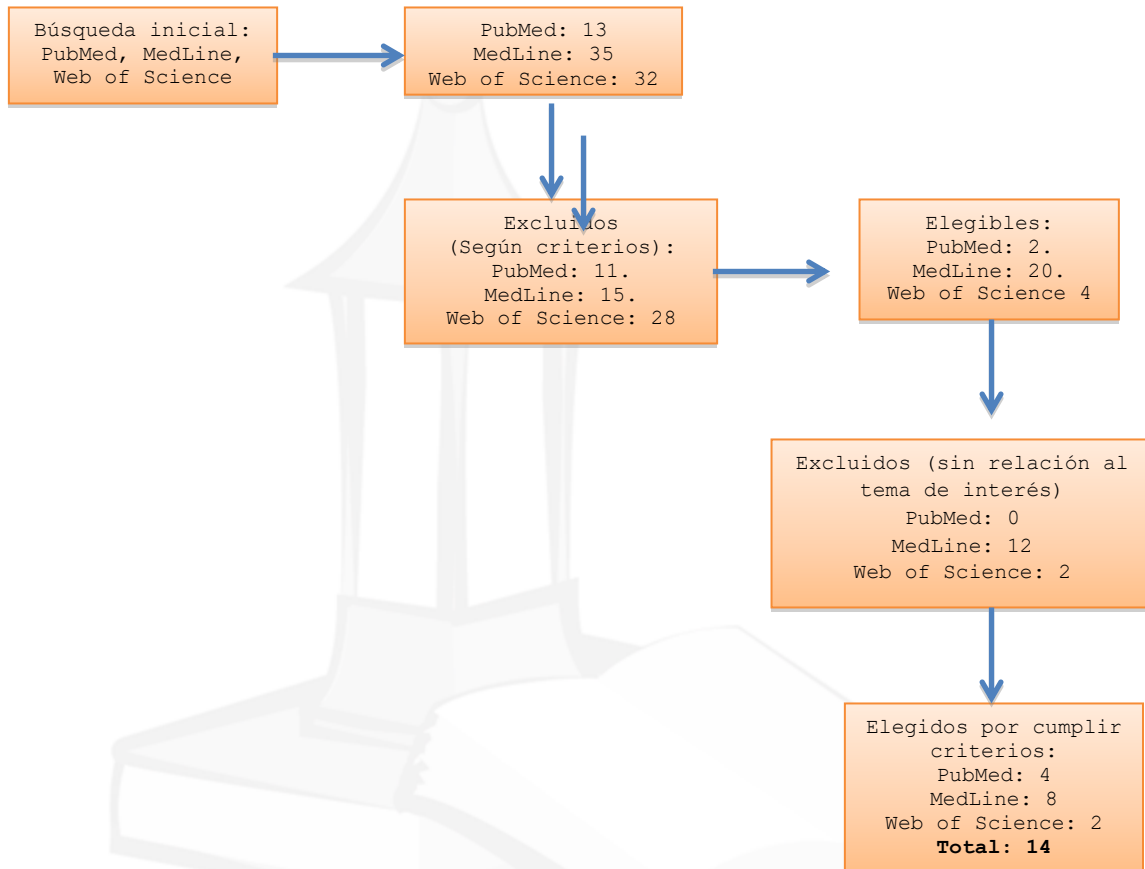 Búsqueda inicial:
PubMed, MedLine,
Web of Science
PubMed: 13
MedLine: 35
Web of Science: 32
Excluidos
(Según criterios):
PubMed: 11.
MedLine: 15.
Web of Science: 28
Elegibles:
PubMed: 2.
MedLine: 20.
Web of Science 4
Excluidos (sin relación al
tema de interés)
PubMed: 0
MedLine: 12
Web of Science: 2
Elegidos por cumplir
criterios:
PubMed: 4
MedLine: 8
Web of Science: 2
Total: 14